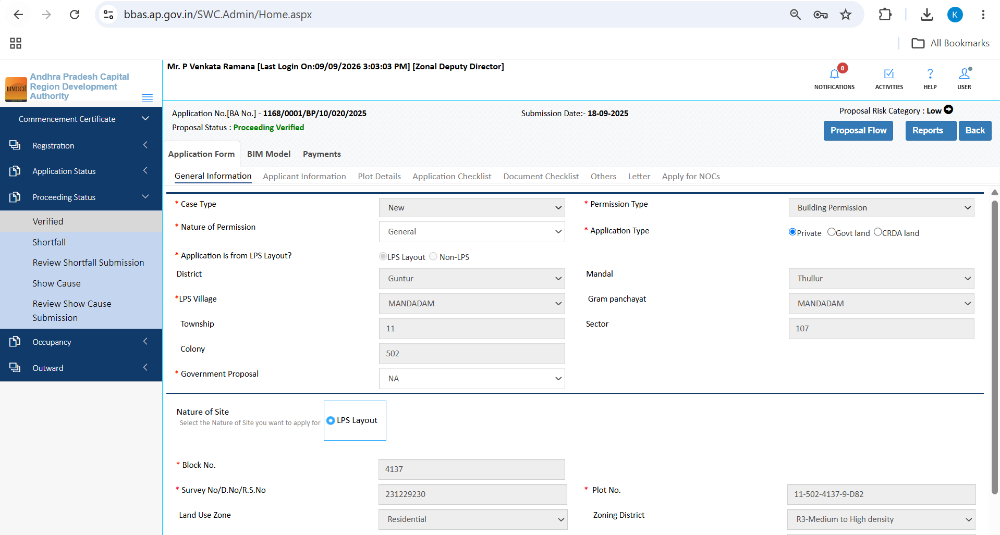 bbas.ap.gov.in/SWC.Admin/Home.aspx
K
All Bookmarks
BIMDCR
Andhra Pradesh Capital
Region Development
Authority
Mr. P Venkata Ramana [Last Login On:09/09/2026 3:03:03 PM] [Zonal Deputy Director]
0
NOTIFICATIONS
ACTIVITIES
HELP
USER
Commencement Certificate
Registration
Application Status
Proceeding Status
Verified
Shortfall
Review Shortfall Submission
Show Cause
Review Show Cause
Submission
Occupancy
Outward
Application No.[BA No.] - 1168/0001/BP/10/020/2025
Submission Date:- 18-09-2025
Proposal Risk Category : Low
Proposal Status : Proceeding Verified
Proposal Flow
Reports
Back
Application Form
BIM Model
Payments
General Information
Applicant Information
Plot Details
Application Checklist
Document Checklist
Others
Letter
Apply for NOCs
* Case Type
New
* Permission Type
Building Permission
* Nature of Permission
General
* Application Type
Private
Govt land
CRDA land
* Application is from LPS Layout?
LPS Layout
Non-LPS
District
Guntur
Mandal
Thullur
*LPS Village
MANDADAM
Gram panchayat
MANDADAM
Township
11
Sector
107
Colony
502
* Government Proposal
NA
Nature of Site
Select the Nature of Site you want to apply for
LPS Layout
* Block No.
4137
* Survey No/D.No/R.S.No
231229230
* Plot No.
11-502-4137-9-D82
Land Use Zone
Residential
Zoning District
R3-Medium to High density